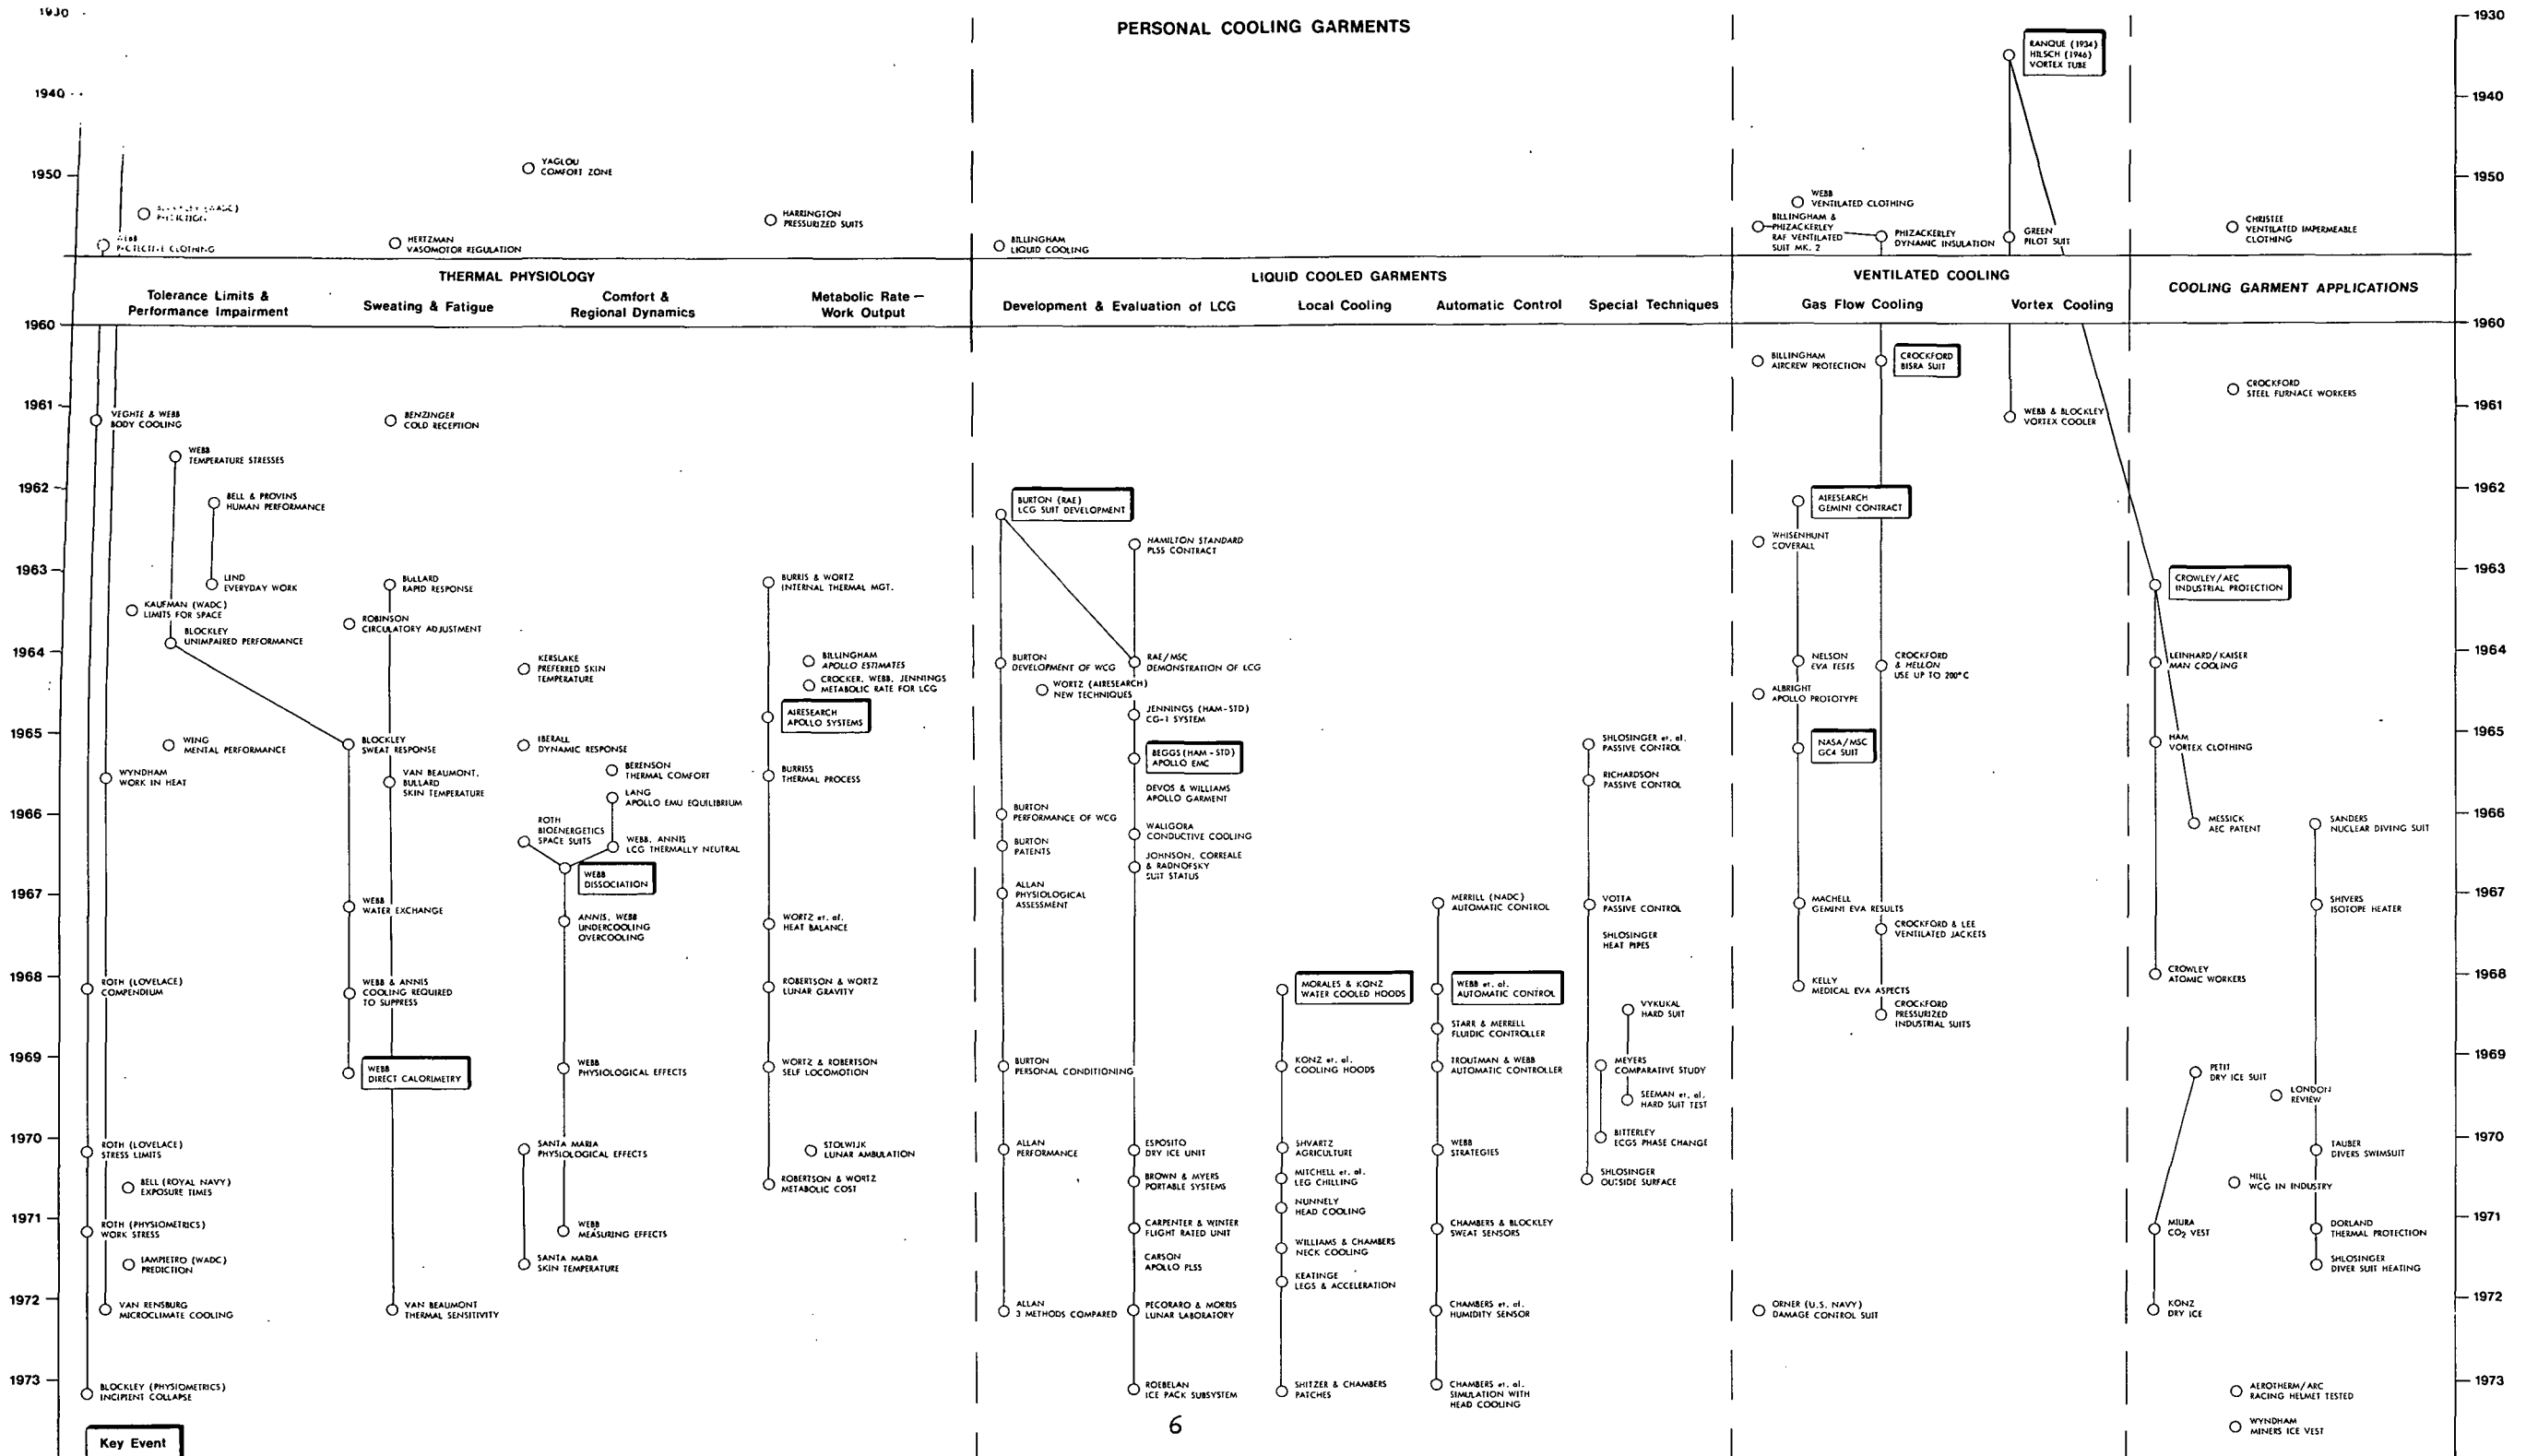 PERSONAL COOLING GARMENTS
1930
1940
1950
1930
1940
1950
YAGLOU
COMFORT ZONE
PROTECTIVE CLOTHING
HERTZMAN
VASOMOTOR REGULATION
HARRINGTON
PRESSURIZED SUITS
BILLINGHAM
LIQUID COOLING
RANQUE (1934)
HILSCH (1946)
VORTEX TUBE
WEBB
VENTILATED CLOTHING
BILLINGHAM &
PHIZACKERLEY
RAF VENTILATED
SUIT MK. 2
PHIZACKERLEY
DYNAMIC INSULATION
GREEN
PILOT SUIT
CHRISTEE
VENTILATED IMPERMEABLE
CLOTHING
THERMAL PHYSIOLOGY
Tolerance Limits &
Performance Impairment
Sweating & Fatigue
Comfort &
Regional Dynamics
Metabolic Rate –
Work Output
LIQUID COOLED GARMENTS
Development & Evaluation of LCG
Local Cooling
Automatic Control
Special Techniques
VENTILATED COOLING
Gas Flow Cooling
Vortex Cooling
COOLING GARMENT APPLICATIONS
1960
1961
1962
1963
1964
1965
1966
1967
1968
1969
1970
1971
1972
1973
VEGHTE & WEBB
BODY COOLING
WEBB
TEMPERATURE STRESSES
BELL & PROVINS
HUMAN PERFORMANCE
LIND
EVERYDAY WORK
KAUFMAN (WADC)
LIMITS FOR SPACE
BLOCKLEY
UNIMPAIRED PERFORMANCE
WING
MENTAL PERFORMANCE
WYNDHAM
WORK IN HEAT
ROTH (LOVELACE)
COMPENDIUM
ROTH (LOVELACE)
STRESS LIMITS
BELL (ROYAL NAVY)
EXPOSURE TIMES
ROTH (PHYSIOMETRICS)
WORK STRESS
IAMPIETRO (WADC)
PREDICTION
VAN RENSBURG
MICROCLIMATE COOLING
BLOCKLEY (PHYSIOMETRICS)
INCIPIENT COLLAPSE
Key Event
BENZINGER
COLD RECEPTION
BULLARD
RAPID RESPONSE
ROBINSON
CIRCULATORY ADJUSTMENT
BLOCKLEY
SWEAT RESPONSE
VAN BEAUMONT,
BULLARD
SKIN TEMPERATURE
WEBB
WATER EXCHANGE
WEBB & ANNIS
COOLING REQUIRED
TO SUPPRESS
WEBB
DIRECT CALORIMETRY
VAN BEAUMONT
THERMAL SENSITIVITY
KERSLAKE
PREFERRED SKIN
TEMPERATURE
IBERALL
DYNAMIC RESPONSE
BERENSON
THERMAL COMFORT
LANG
APOLLO EMU EQUILIBRIUM
ROTH
BIOENERGETICS
SPACE SUITS
WEBB, ANNIS
LCG THERMALLY NEUTRAL
WEBB
DISSOCIATION
ANNIS, WEBB
UNDERCOOLING
OVERCOOLING
WEBB
PHYSIOLOGICAL EFFECTS
SANTA MARIA
PHYSIOLOGICAL EFFECTS
WEBB
MEASURING EFFECTS
SANTA MARIA
SKIN TEMPERATURE
BURRIS & WORTZ
INTERNAL THERMAL MGT.
BILLINGHAM
APOLLO ESTIMATES
CROCKER, WEBB, JENNINGS
METABOLIC RATE FOR LCG
AIRESEARCH
APOLLO SYSTEMS
BURRISS
THERMAL PROCESS
WORTZ et. al.
HEAT BALANCE
ROBERTSON & WORTZ
LUNAR GRAVITY
WORTZ & ROBERTSON
SELF LOCOMOTION
STOLWIJK
LUNAR AMBULATION
ROBERTSON & WORTZ
METABOLIC COST
BURTON (RAE)
LCG SUIT DEVELOPMENT
HAMILTON STANDARD
PLSS CONTRACT
BURTON
DEVELOPMENT OF WCG
RAE/MSC
DEMONSTRATION OF LCG
WORTZ (AIRESEARCH)
NEW TECHNIQUES
JENNINGS (HAM-STD)
CG-1 SYSTEM
BEGGS (HAM - STD)
APOLLO EMC
DEVOS & WILLIAMS
APOLLO GARMENT
BURTON
PERFORMANCE OF WCG
WALIGORA
CONDUCTIVE COOLING
BURTON
PATENTS
JOHNSON, CORREALE
& RADNOFSKY
SUIT STATUS
ALLAN
PHYSIOLOGICAL
ASSESSMENT
BURTON
PERSONAL CONDITIONING
ALLAN
PERFORMANCE
ESPOSITO
DRY ICE UNIT
BROWN & MYERS
PORTABLE SYSTEMS
CARPENTER & WINTER
FLIGHT RATED UNIT
CARSON
APOLLO PLSS
ALLAN
3 METHODS COMPARED
PECORARO & MORRIS
LUNAR LABORATORY
ROEBELAN
ICE PACK SUBSYSTEM
MORALES & KONZ
WATER COOLED HOODS
KONZ et. al.
COOLING HOODS
SHVARTZ
AGRICULTURE
MITCHELL et. al.
LEG CHILLING
NUNNELY
HEAD COOLING
WILLIAMS & CHAMBERS
NECK COOLING
KEATINGE
LEGS & ACCELERATION
SHITZER & CHAMBERS
PATCHES
MERRILL (NADC)
AUTOMATIC CONTROL
WEBB et. al.
AUTOMATIC CONTROL
STARR & MERRELL
FLUIDIC CONTROLLER
TROUTMAN & WEBB
AUTOMATIC CONTROLLER
WEBB
STRATEGIES
CHAMBERS & BLOCKLEY
SWEAT SENSORS
CHAMBERS et. al.
HUMIDITY SENSOR
CHAMBERS et. al.
SIMULATION WITH
HEAD COOLING
SHLOSINGER et. al.
PASSIVE CONTROL
RICHARDSON
PASSIVE CONTROL
VOTTA
PASSIVE CONTROL
SHLOSINGER
HEAT PIPES
VYKUKAL
HARD SUIT
MEYERS
COMPARATIVE STUDY
SEEMAN et. al.
HARD SUIT TEST
BITTERLEY
ECGS PHASE CHANGE
SHLOSINGER
OUTSIDE SURFACE
BILLINGHAM
AIRCREW PROTECTION
CROCKFORD
BISRA SUIT
WEBB & BLOCKLEY
VORTEX COOLER
AIRESEARCH
GEMINI CONTRACT
WHISENHUNT
COVERALL
NELSON
EVA TESTS
CROCKFORD
& HELLON
USE UP TO 200°C
ALBRIGHT
APOLLO PROTOTYPE
NASA/MSC
GC4 SUIT
MACHELL
GEMINI EVA RESULTS
CROCKFORD & LEE
VENTILATED JACKETS
KELLY
MEDICAL EVA ASPECTS
CROCKFORD
PRESSURIZED
INDUSTRIAL SUITS
ORNER (U.S. NAVY)
DAMAGE CONTROL SUIT
CROCKFORD
STEEL FURNACE WORKERS
CROWLEY/AEC
INDUSTRIAL PROTECTION
LEINHARD/KAISER
MAN COOLING
HAM
VORTEX CLOTHING
MESSICK
AEC PATENT
SANDERS
NUCLEAR DIVING SUIT
SHIVERS
ISOTOPE HEATER
CROWLEY
ATOMIC WORKERS
PETIT
DRY ICE SUIT
LONDON
REVIEW
TAUBER
DIVERS SWIMSUIT
HILL
WCG IN INDUSTRY
MIURA
CO₂ VEST
DORLAND
THERMAL PROTECTION
SHLOSINGER
DIVER SUIT HEATING
KONZ
DRY ICE
AEROTHERM/ARC
RACING HELMET TESTED
WYNDHAM
MINERS ICE VEST
1960
1961
1962
1963
1964
1965
1966
1967
1968
1969
1970
1971
1972
1973
6